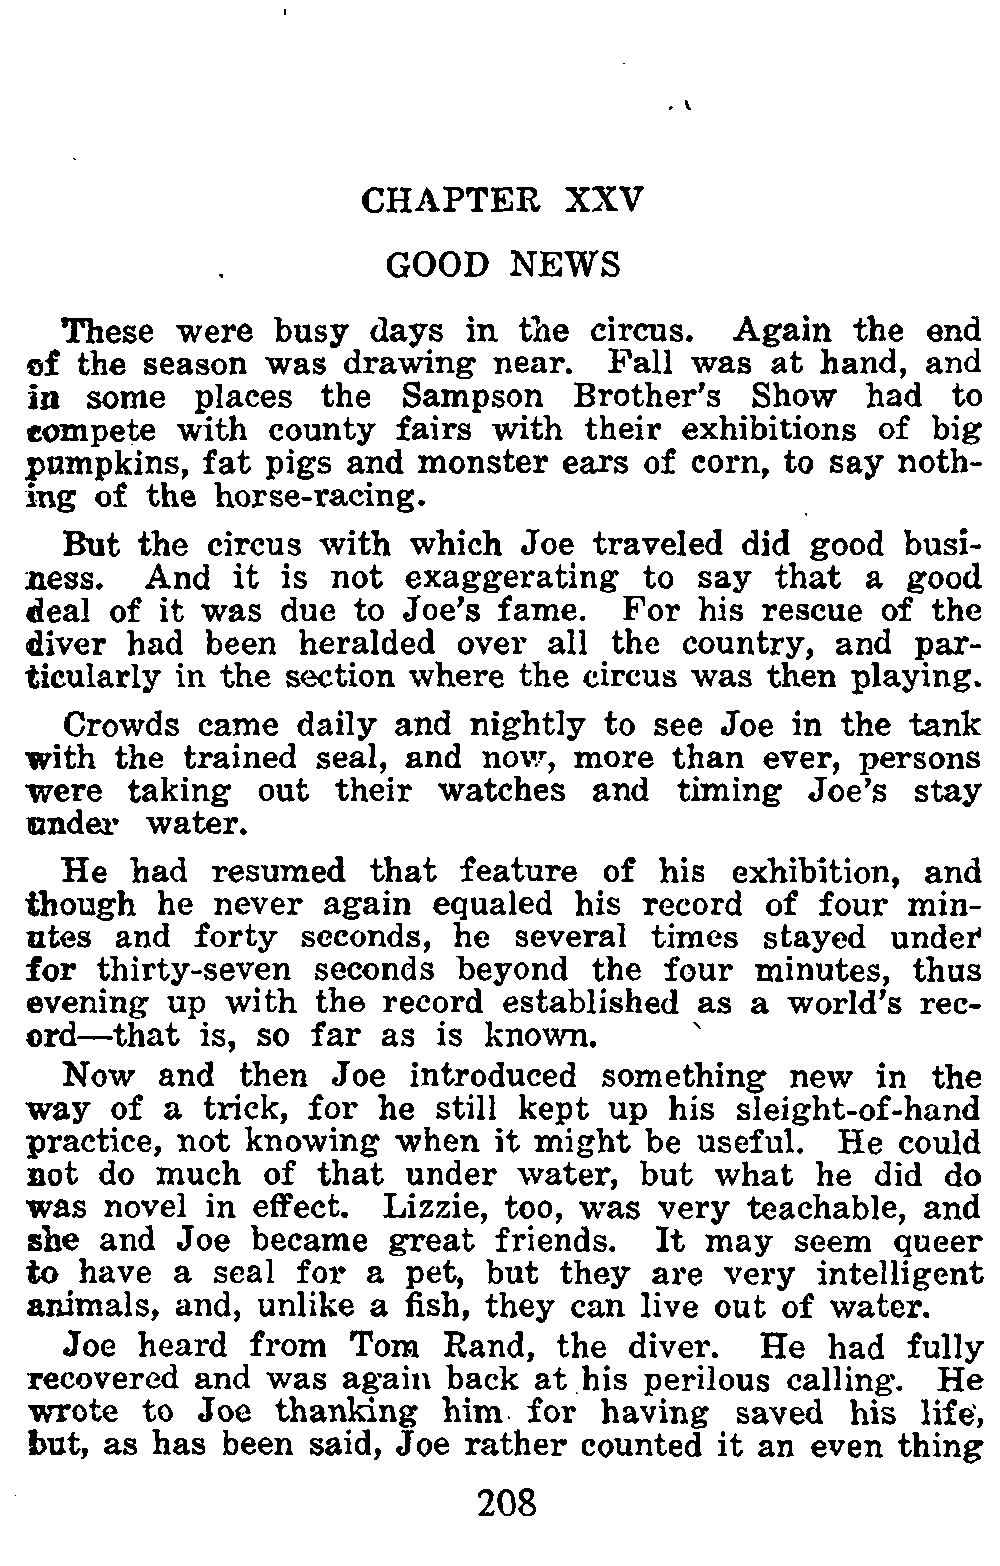 CHAPTER XXV
GOOD NEWS
These were busy days in the circus. Again the end
of the season was drawing near. Fall was at hand, and
in some places the Sampson Brother's Show had to
compete with county fairs with their exhibitions of big
pumpkins, fat pigs and monster ears of corn, to say noth-
ing of the horse-racing.
But the circus with which Joe traveled did good busi-
ness. And it is not exaggerating to say that a good
deal of it was due to Joe's fame. For his rescue of the
diver had been heralded over all the country, and par-
ticularly in the section where the circus was then playing.
Crowds came daily and nightly to see Joe in the tank
with the trained seal, and now, more than ever, persons
were taking out their watches and timing Joe's stay
under water.
He had resumed that feature of his exhibition, and
though he never again equaled his record of four min-
utes and forty seconds, he several times stayed under
for thirty-seven seconds beyond the four minutes, thus
evening up with the record established as a world's rec-
ord—that is, so far as is known.
Now and then Joe introduced something new in the
way of a trick, for he still kept up his sleight-of-hand
practice, not knowing when it might be useful. He could
not do much of that under water, but what he did do
was novel in effect. Lizzie, too, was very teachable, and
she and Joe became great friends. It may seem queer
to have a seal for a pet, but they are very intelligent
animals, and, unlike a fish, they can live out of water.
Joe heard from Tom Rand, the diver. He had fully
recovered and was again back at his perilous calling. He
wrote to Joe thanking him for having saved his life,
but, as has been said, Joe rather counted it an even thing
208